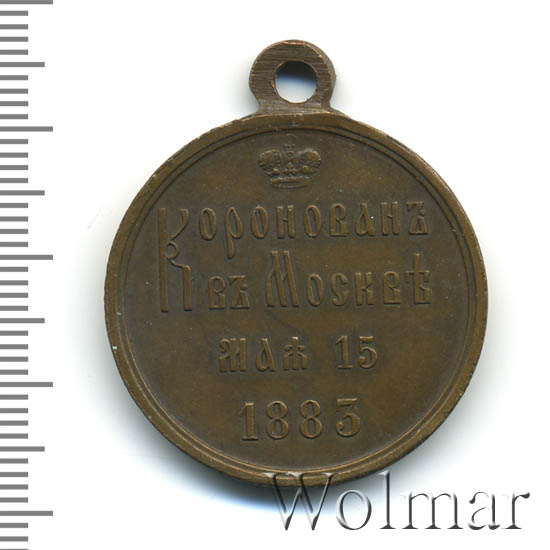 Коронованъ
въ Москвѣ
маѧ 15
1883
Wolmar